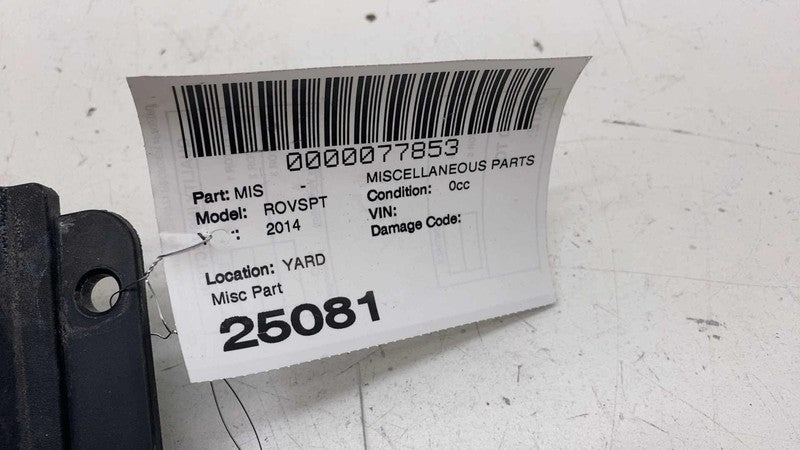 0000077853
Part: MIS - MISCELLANEOUS PARTS
Model: ROVSPT Condition: 0cc
: 2014 VIN:
Damage Code:
Location: YARD
Misc Part
25081